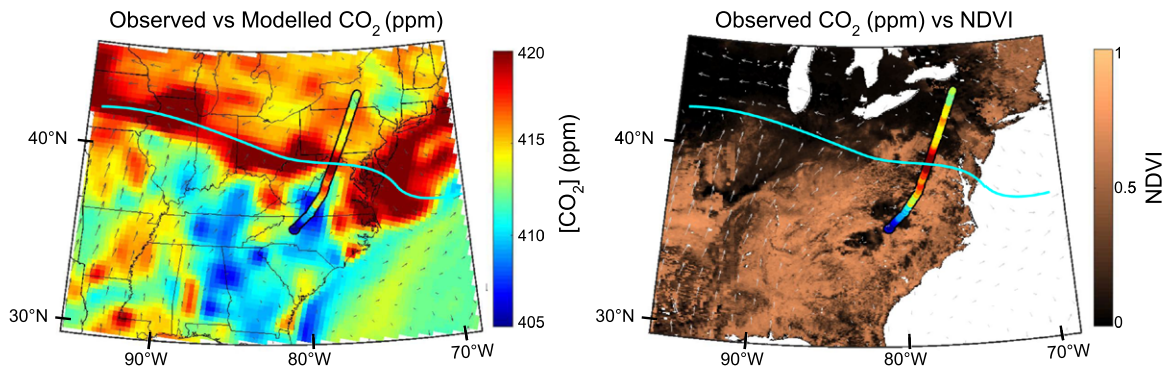 Observed vs Modelled CO2 (ppm)
420
415
410
405
[CO2] (ppm)
40°N
30°N
90°W
80°W
70°W
Observed CO2 (ppm) vs NDVI
1
0.5
0
NDVI
40°N
30°N
90°W
80°W
70°W